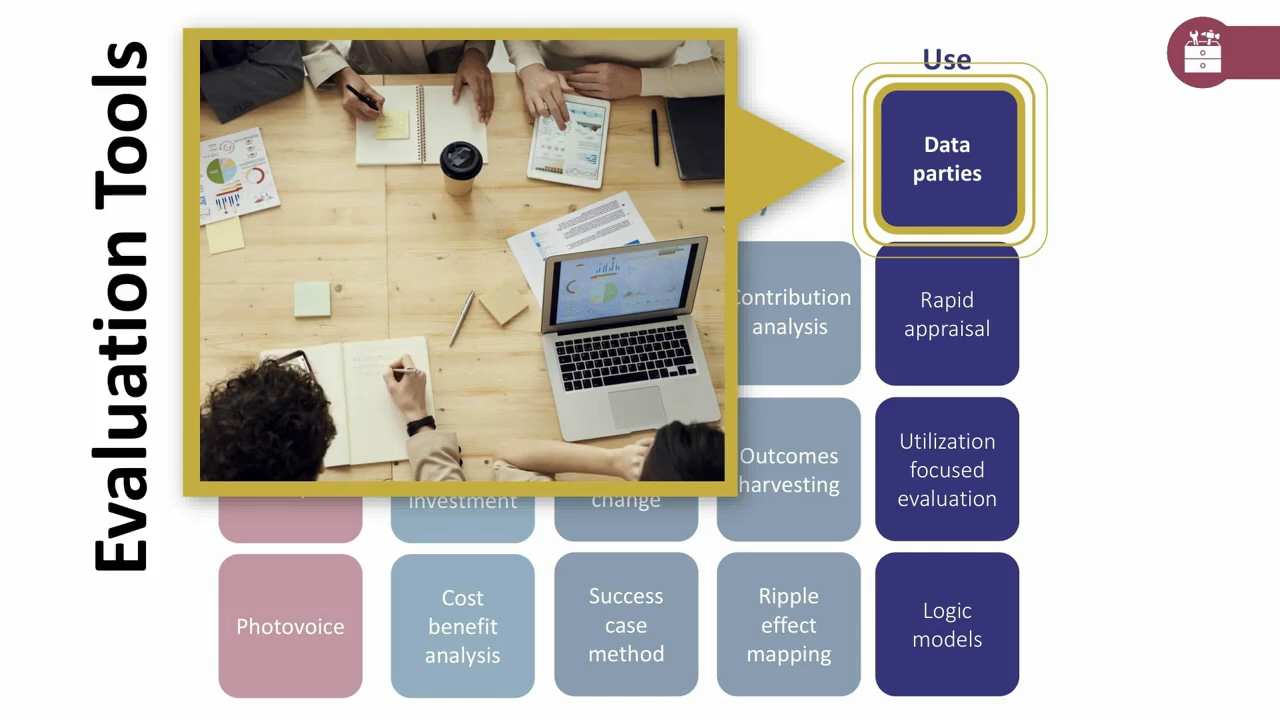 Evaluation Tools
Use
Data
parties
Contribution
analysis
Rapid
appraisal
investment
change
Outcomes
harvesting
Utilization
focused
evaluation
Photovoice
Cost
benefit
analysis
Success
case
method
Ripple
effect
mapping
Logic
models